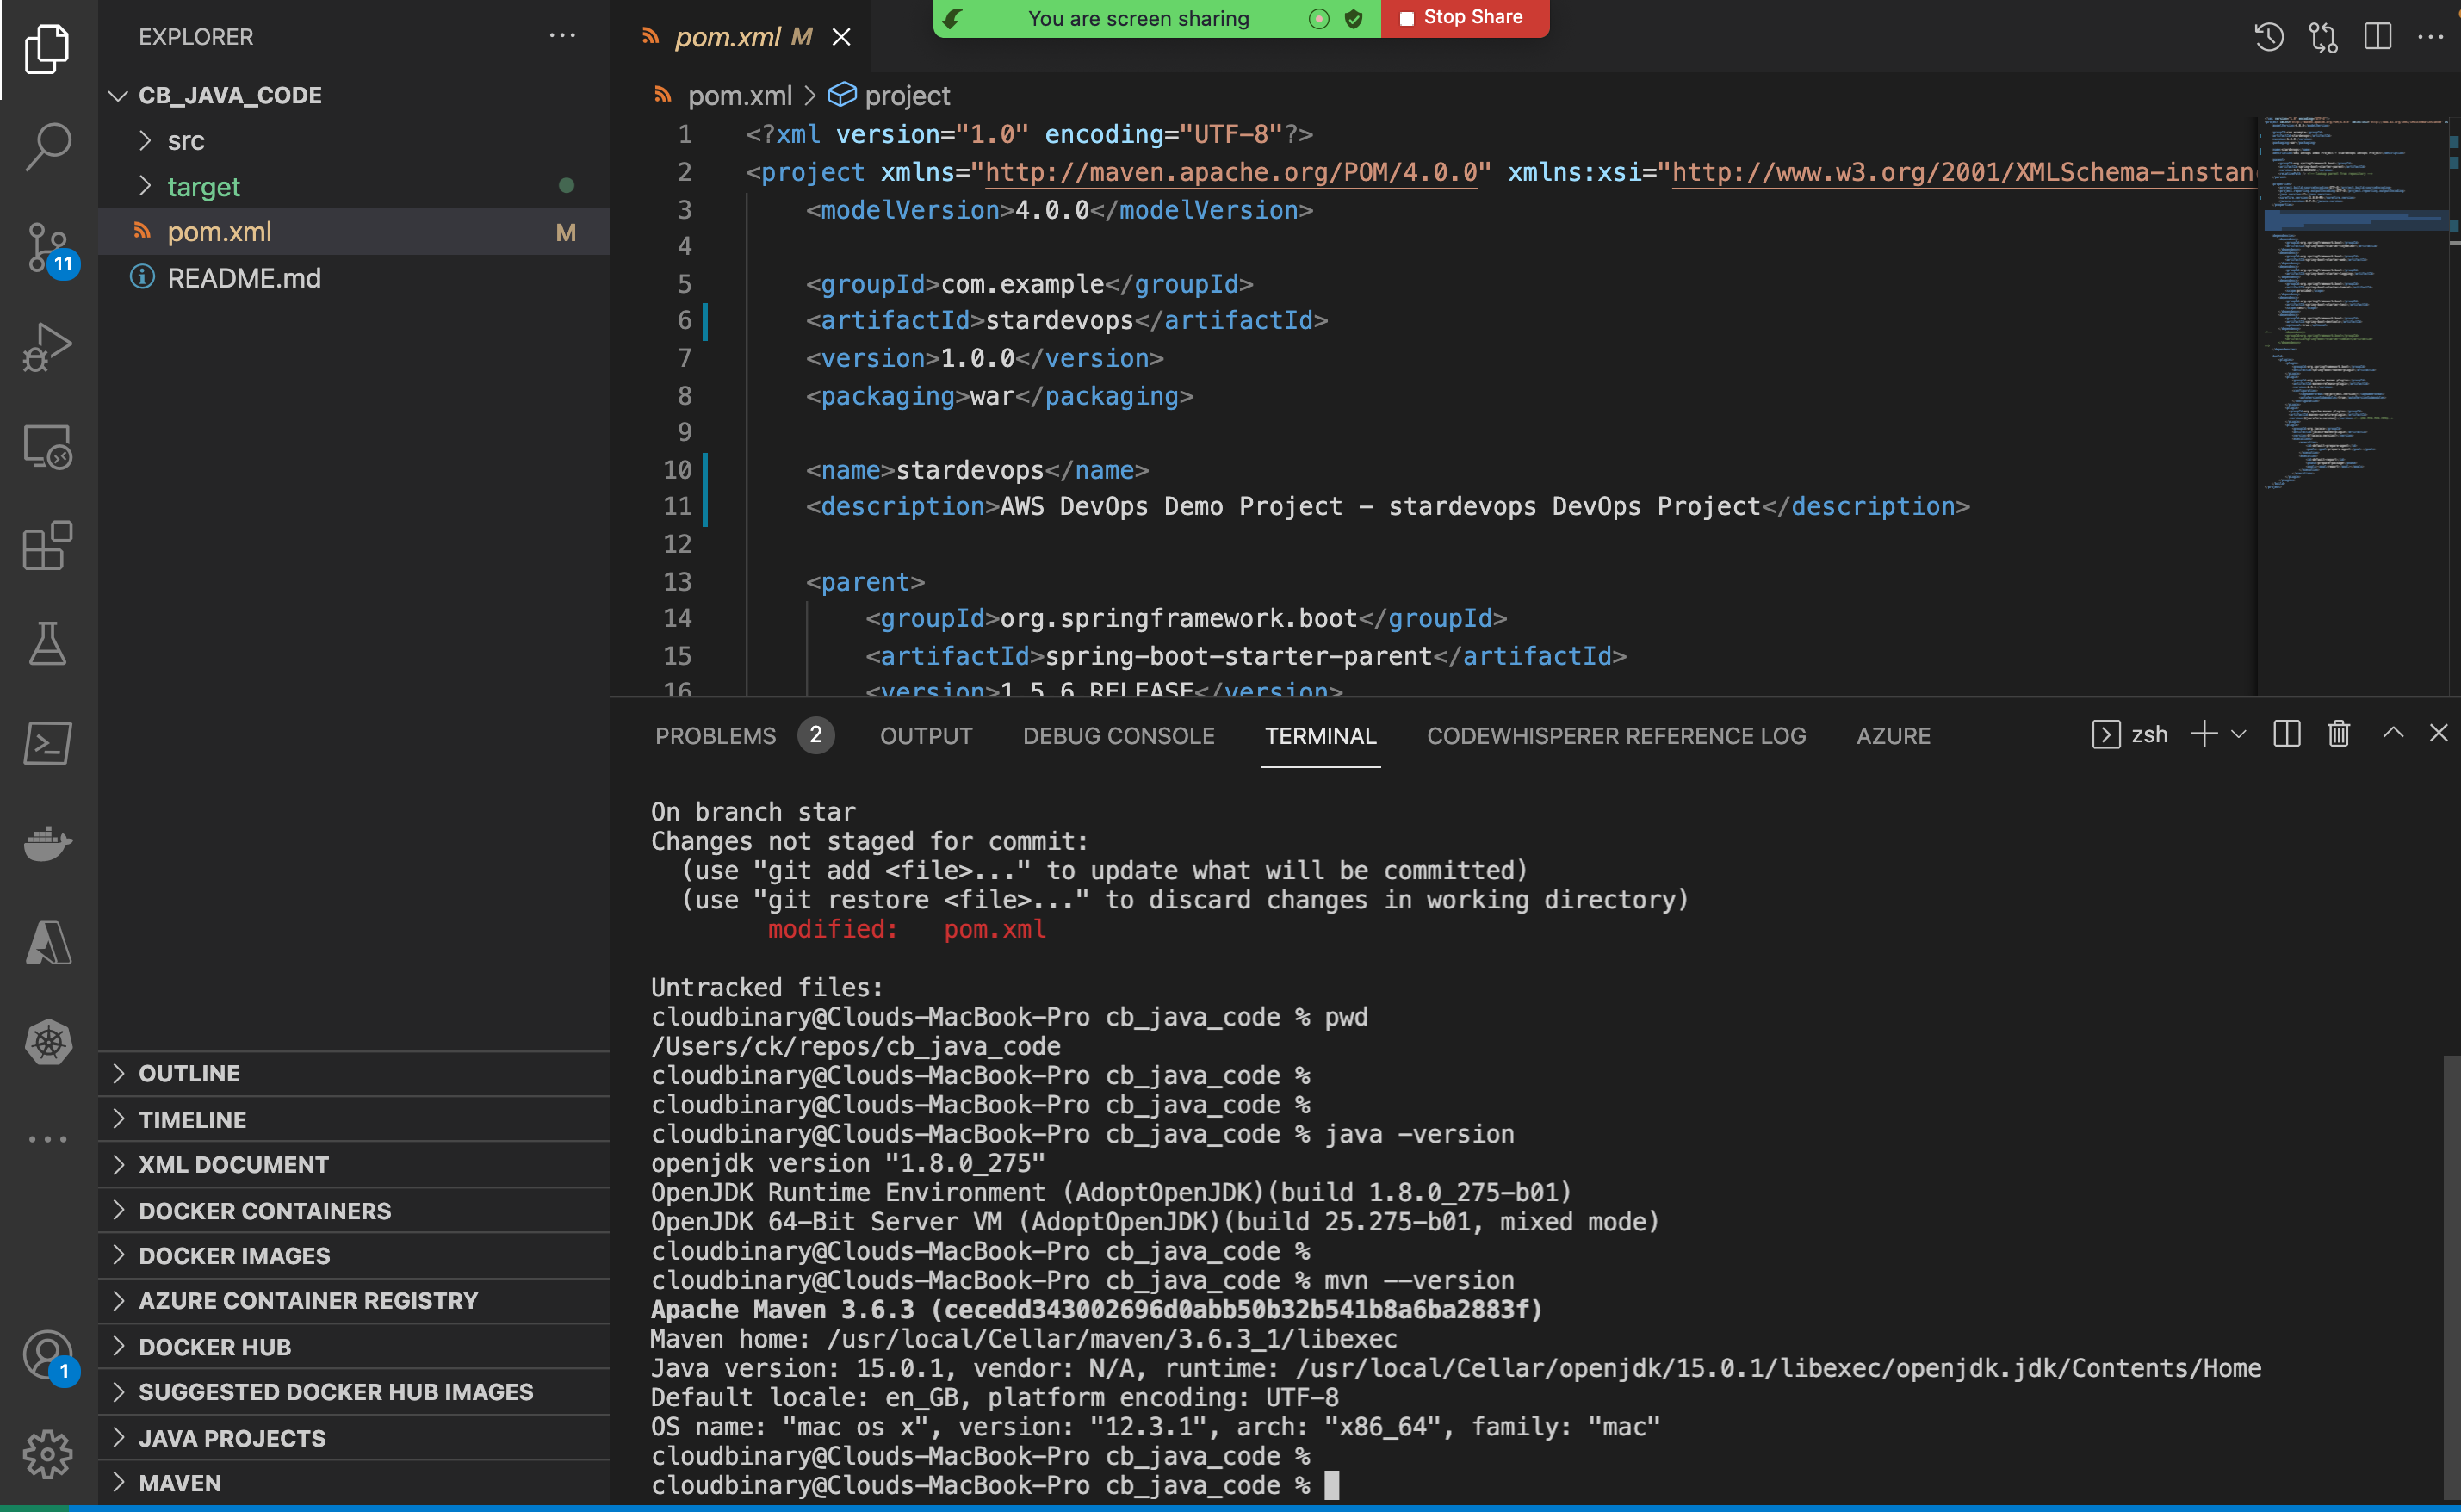 You are screen sharing
Stop Share
EXPLORER
pom.xml M
CB_JAVA_CODE
src
target
pom.xml M
README.md
11
pom.xml > project
1 <?xml version="1.0" encoding="UTF-8"?>
2 <project xmlns="http://maven.apache.org/POM/4.0.0" xmlns:xsi="http://www.w3.org/2001/XMLSchema-instan
3 <modelVersion>4.0.0</modelVersion>
4
5 <groupId>com.example</groupId>
6 <artifactId>stardevops</artifactId>
7 <version>1.0.0</version>
8 <packaging>war</packaging>
9
10 <name>stardevops</name>
11 <description>AWS DevOps Demo Project - stardevops DevOps Project</description>
12
13 <parent>
14 <groupId>org.springframework.boot</groupId>
15 <artifactId>spring-boot-starter-parent</artifactId>
16 <version>1.5.6.RELEASE</version>
PROBLEMS 2 OUTPUT DEBUG CONSOLE TERMINAL CODEWHISPERER REFERENCE LOG AZURE zsh
On branch star
Changes not staged for commit:
(use "git add <file>..." to update what will be committed)
(use "git restore <file>..." to discard changes in working directory)
modified: pom.xml
Untracked files:
cloudbinary@Clouds-MacBook-Pro cb_java_code % pwd
/Users/ck/repos/cb_java_code
cloudbinary@Clouds-MacBook-Pro cb_java_code %
cloudbinary@Clouds-MacBook-Pro cb_java_code %
cloudbinary@Clouds-MacBook-Pro cb_java_code % java -version
openjdk version "1.8.0_275"
OpenJDK Runtime Environment (AdoptOpenJDK)(build 1.8.0_275-b01)
OpenJDK 64-Bit Server VM (AdoptOpenJDK)(build 25.275-b01, mixed mode)
cloudbinary@Clouds-MacBook-Pro cb_java_code %
cloudbinary@Clouds-MacBook-Pro cb_java_code % mvn --version
Apache Maven 3.6.3 (cecedd343002696d0abb50b32b541b8a6ba2883f)
Maven home: /usr/local/Cellar/maven/3.6.3_1/libexec
Java version: 15.0.1, vendor: N/A, runtime: /usr/local/Cellar/openjdk/15.0.1/libexec/openjdk.jdk/Contents/Home
Default locale: en_GB, platform encoding: UTF-8
OS name: "mac os x", version: "12.3.1", arch: "x86_64", family: "mac"
cloudbinary@Clouds-MacBook-Pro cb_java_code %
cloudbinary@Clouds-MacBook-Pro cb_java_code %
OUTLINE
TIMELINE
XML DOCUMENT
DOCKER CONTAINERS
DOCKER IMAGES
AZURE CONTAINER REGISTRY
DOCKER HUB
SUGGESTED DOCKER HUB IMAGES
JAVA PROJECTS
MAVEN
1